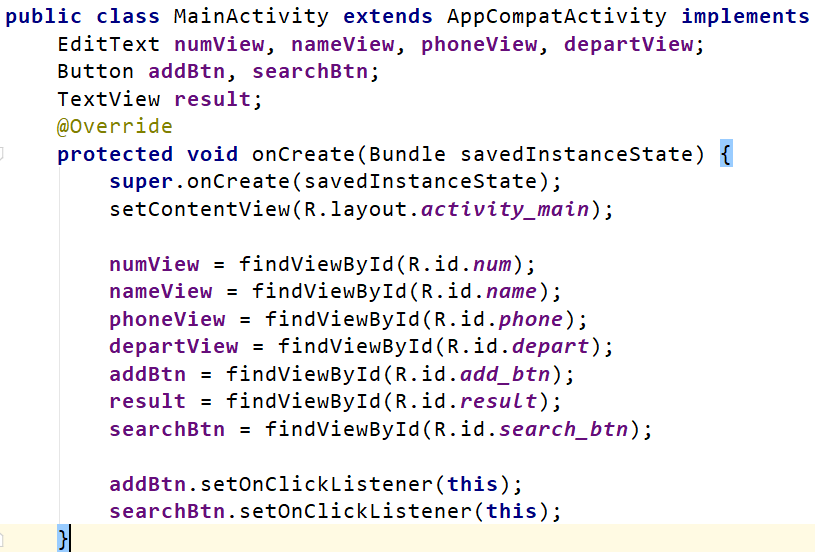 public class MainActivity extends AppCompatActivity implements
    EditText numView, nameView, phoneView, departView;
    Button addBtn, searchBtn;
    TextView result;
    @Override
    protected void onCreate(Bundle savedInstanceState) {
        super.onCreate(savedInstanceState);
        setContentView(R.layout.activity_main);

        numView = findViewById(R.id.num);
        nameView = findViewById(R.id.name);
        phoneView = findViewById(R.id.phone);
        departView = findViewById(R.id.depart);
        addBtn = findViewById(R.id.add_btn);
        result = findViewById(R.id.result);
        searchBtn = findViewById(R.id.search_btn);

        addBtn.setOnClickListener(this);
        searchBtn.setOnClickListener(this);
    }